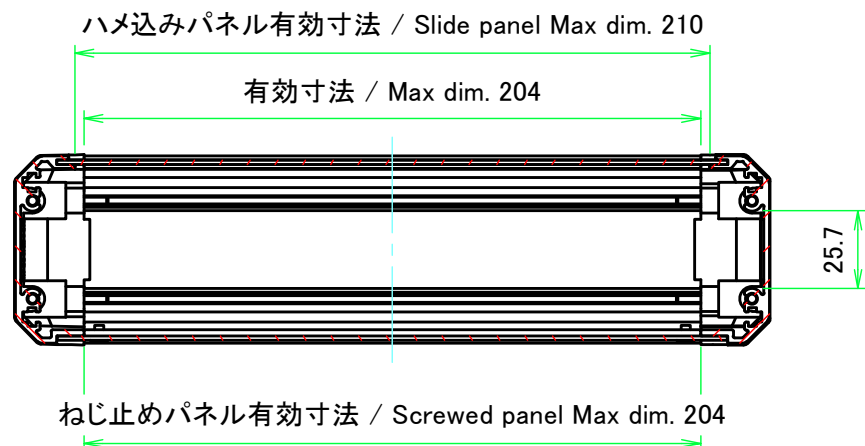 ハメ込みパネル有効寸法 / Slide panel Max dim. 210
有効寸法 / Max dim. 204
25.7
ねじ止めパネル有効寸法 / Screwed panel Max dim. 204